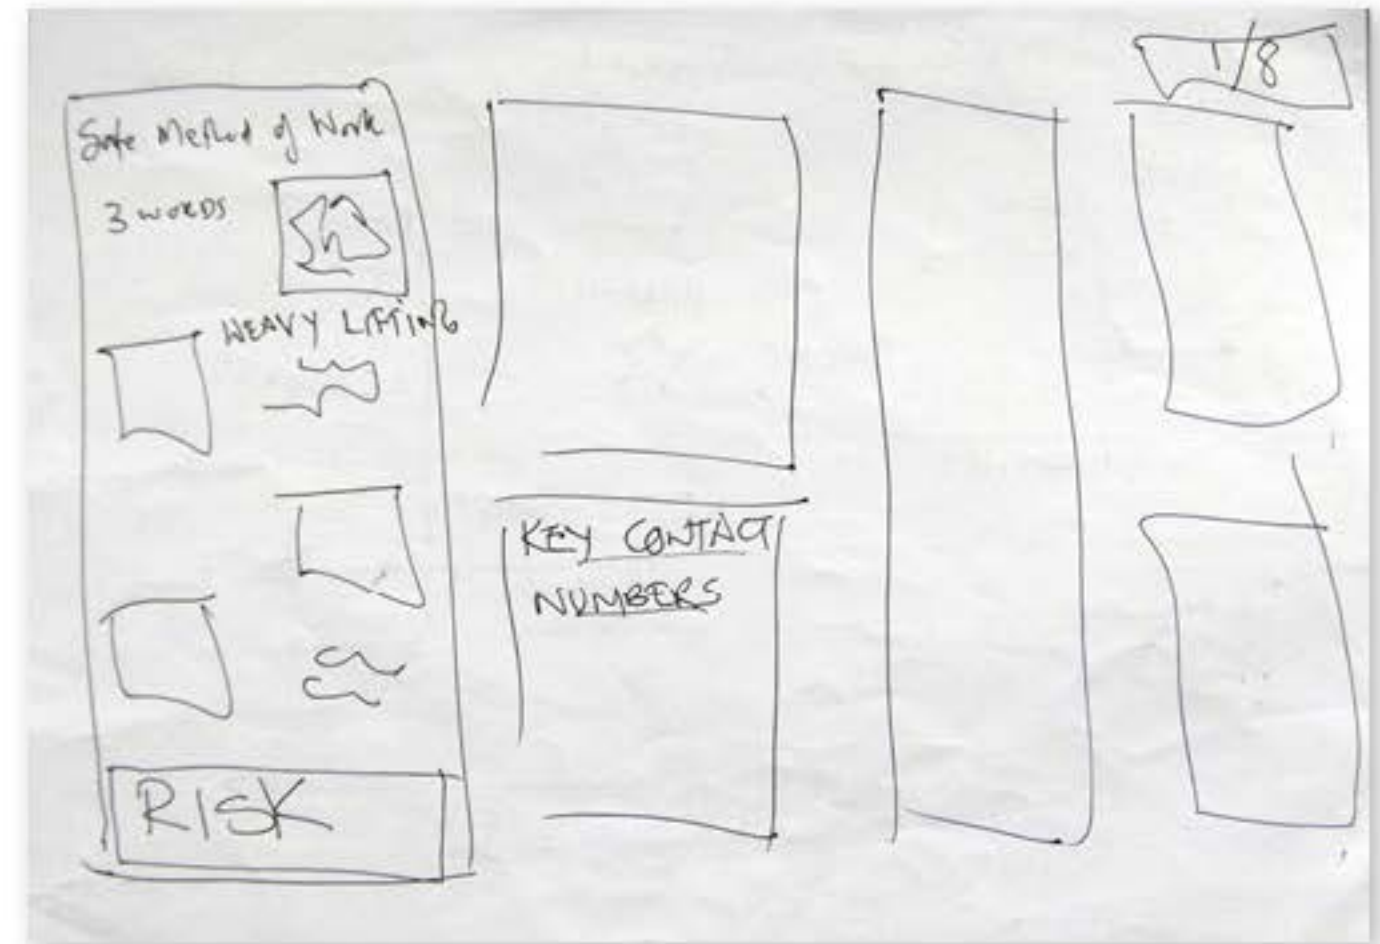 Safe Method of Work
3 WORDS
HEAVY LIFTING
RISK
KEY CONTACT
NUMBERS
1/8